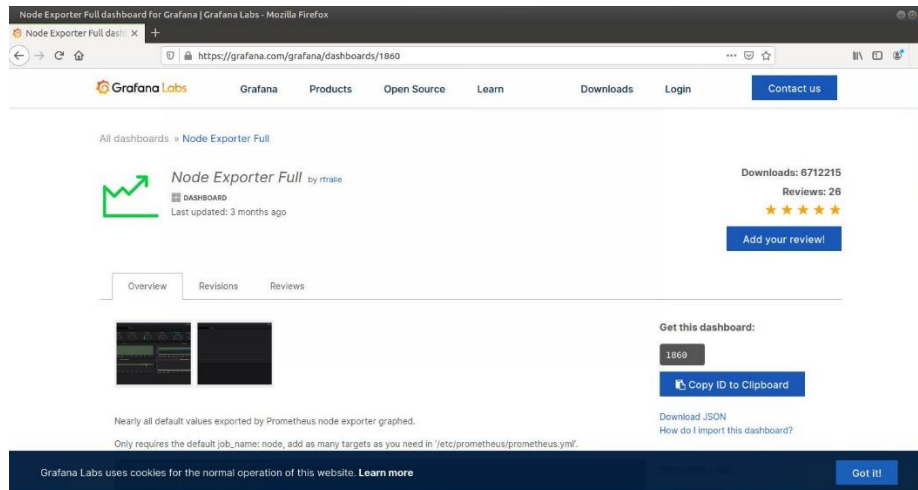 Node Exporter Full dashboard for Grafana | Grafana Labs - Mozilla Firefox
Node Exporter Full dash
https://grafana.com/grafana/dashboards/1860
Grafana Labs Grafana Products Open Source Learn Downloads Login Contact us
All dashboards » Node Exporter Full
Node Exporter Full by rfraile
DASHBOARD
Last updated: 3 months ago
Downloads: 6712215
Reviews: 26
Add your review!
Overview Revisions Reviews
Get this dashboard:
1860
Copy ID to Clipboard
Download JSON
How do I import this dashboard?
Nearly all default values exported by Prometheus node exporter graphed.
Only requires the default job_name: node, add as many targets as you need in '/etc/prometheus/prometheus.yml'.
Grafana Labs uses cookies for the normal operation of this website. Learn more Got it!